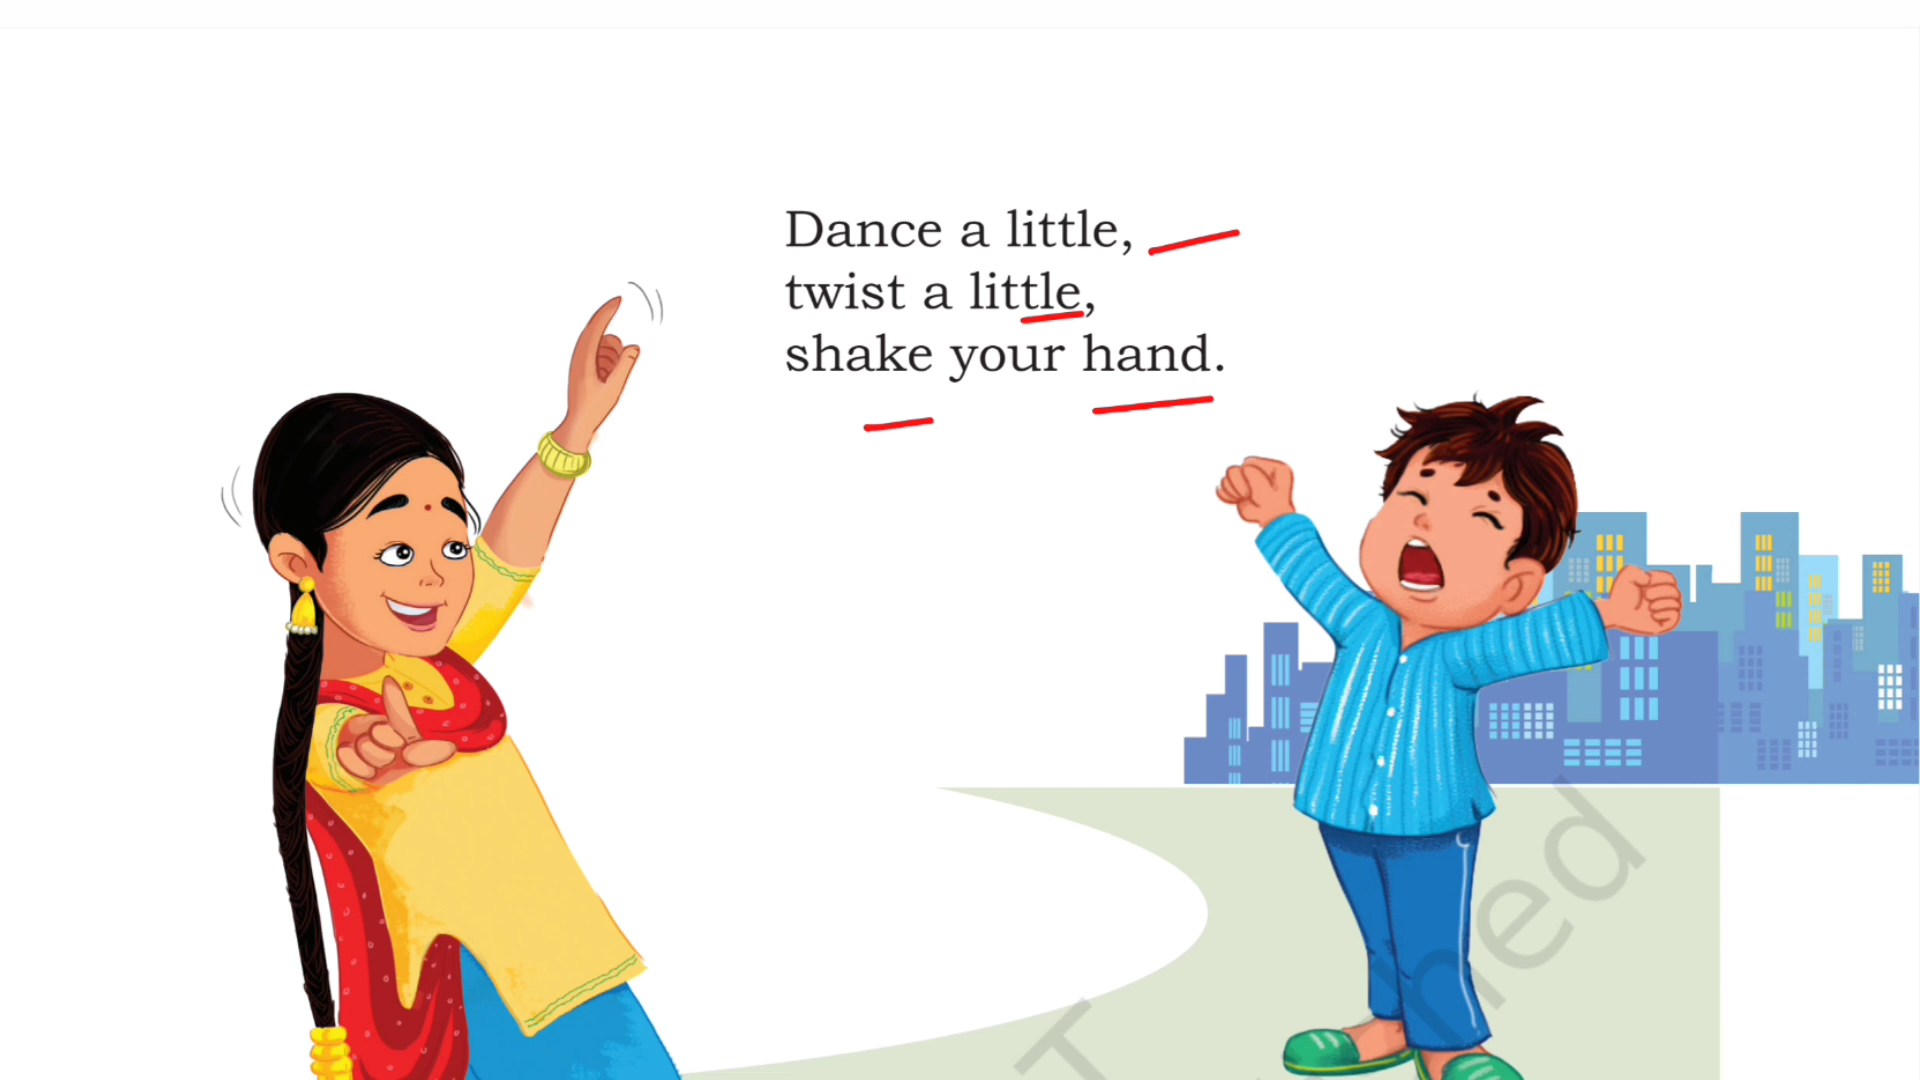 Dance a little,
twist a little,
shake your hand.